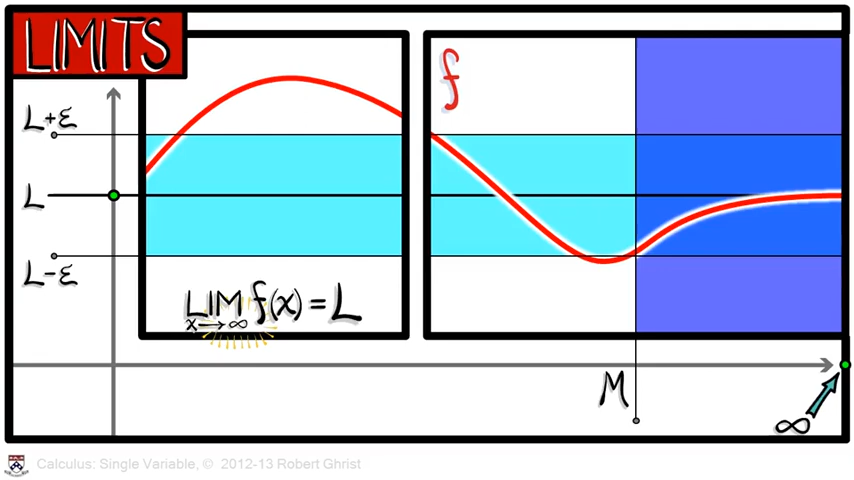 LIMITS
f
L+ε
L
L-ε
LIM f(x) = L
x→∞
M
∞
Calculus: Single Variable, © 2012-13 Robert Ghrist